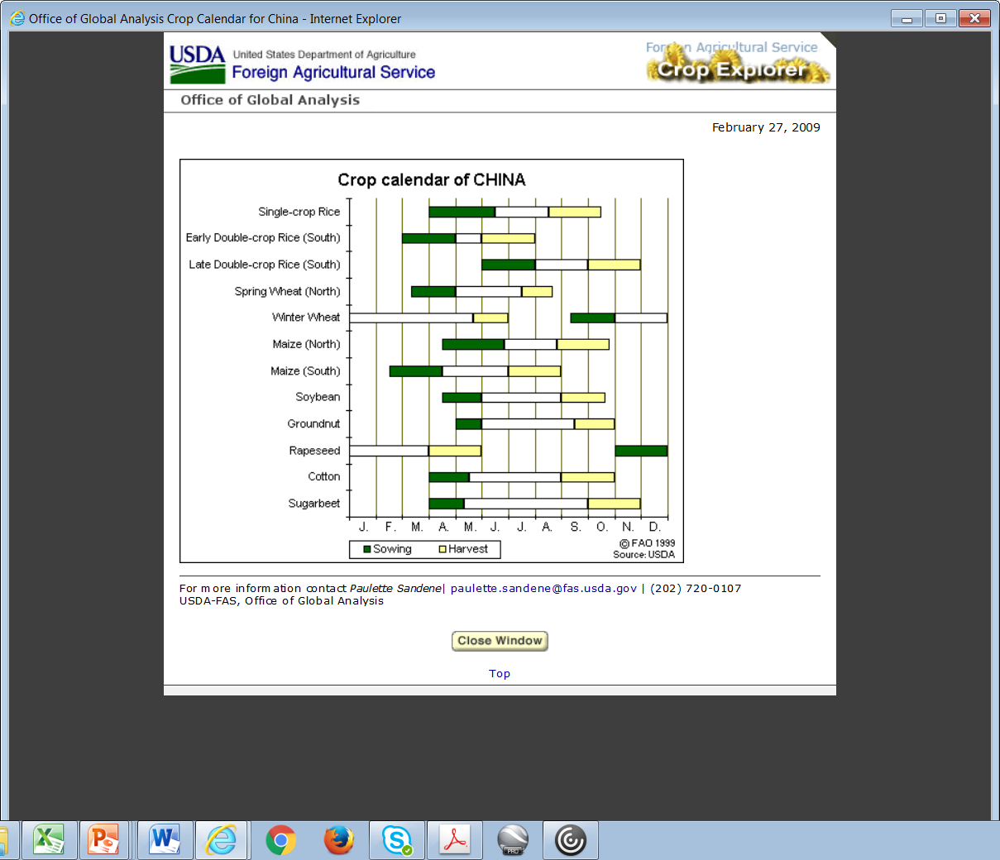 Office of Global Analysis Crop Calendar for China - Internet Explorer
USDA
United States Department of Agriculture
Foreign Agricultural Service
Foreign Agricultural Service
Crop Explorer
Office of Global Analysis
February 27, 2009
Crop calendar of CHINA
Single-crop Rice
Early Double-crop Rice (South)
Late Double-crop Rice (South)
Spring Wheat (North)
Winter Wheat
Maize (North)
Maize (South)
Soybean
Groundnut
Rapeseed
Cotton
Sugarbeet
J. F. M. A. M. J. J. A. S. O. N. D.
Sowing Harvest
© FAO 1999
Source: USDA
For more information contact Paulette Sandene| paulette.sandene@fas.usda.gov | (202) 720-0107
USDA-FAS, Office of Global Analysis
Close Window
Top
PRO